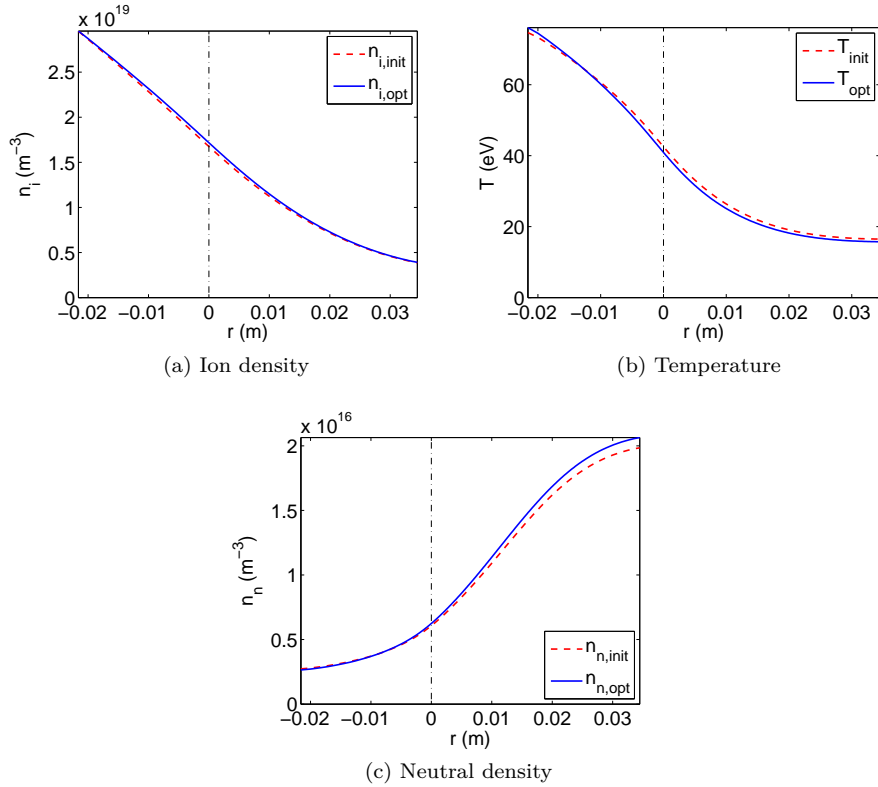 x 10^19
n_i (m^−3)
2.5
2
1.5
1
0.5
0
−0.02 −0.01 0 0.01 0.02 0.03
r (m)
n_i,init
n_i,opt
(a) Ion density
T (eV)
60
40
20
0
−0.02 −0.01 0 0.01 0.02 0.03
r (m)
T_init
T_opt
(b) Temperature
x 10^16
n_n (m^−3)
2
1.5
1
0.5
0
−0.02 −0.01 0 0.01 0.02 0.03
r (m)
n_n,init
n_n,opt
(c) Neutral density